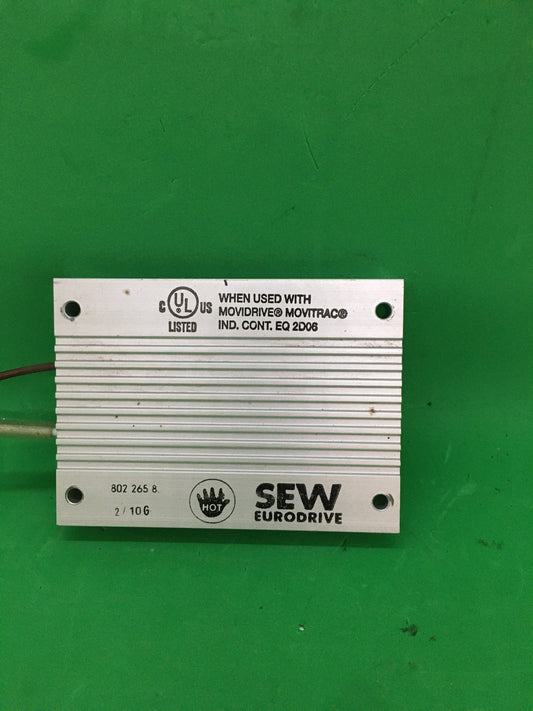 C UL US
LISTED
WHEN USED WITH
MOVIDRIVE® MOVITRAC®
IND. CONT. EQ 2D06
802 265 8
2 / 10 G
HOT
SEW
EURODRIVE